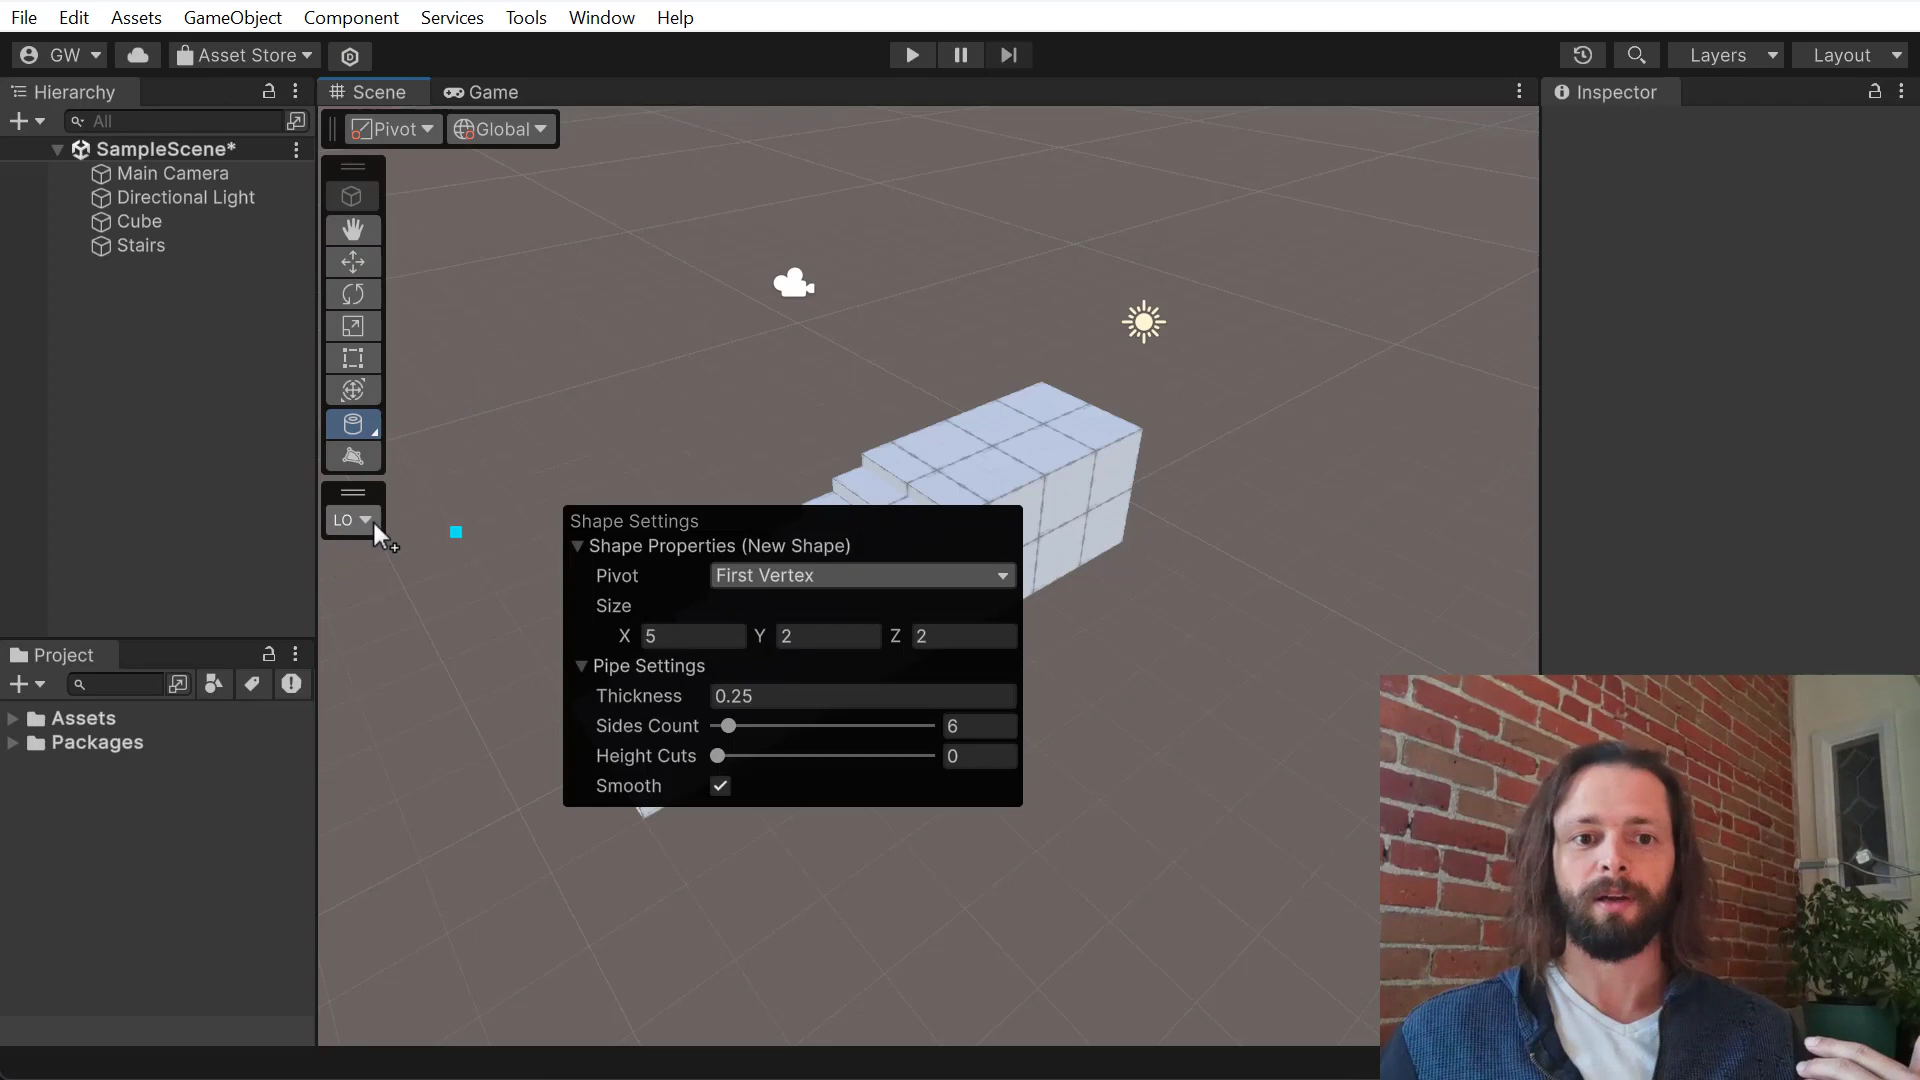 File Edit Assets GameObject Component Services Tools Window Help
GW Asset Store Layers Layout
Hierarchy Scene Game Inspector
All Pivot Global
SampleScene*
Main Camera
Directional Light
Cube
Stairs
LO
Shape Settings
Shape Properties (New Shape)
Pivot First Vertex
Size
X 5 Y 2 Z 2
Pipe Settings
Thickness 0.25
Sides Count 6
Height Cuts 0
Smooth
Project
Assets
Packages